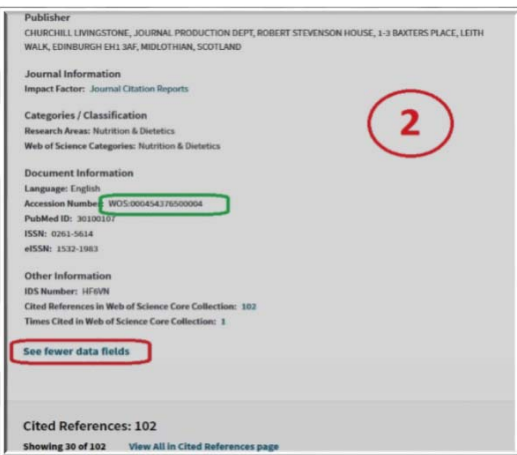 Publisher
CHURCHILL LIVINGSTONE, JOURNAL PRODUCTION DEPT, ROBERT STEVENSON HOUSE, 1-3 BAXTERS PLACE, LEITH
WALK, EDINBURGH EH1 3AF, MIDLOTHIAN, SCOTLAND
Journal Information
Impact Factor: Journal Citation Reports
Categories / Classification
Research Areas: Nutrition & Dietetics
Web of Science Categories: Nutrition & Dietetics
2
Document Information
Language: English
Accession Number: WOS:000454376500004
PubMed ID: 30100107
ISSN: 0261-5614
eISSN: 1532-1983
Other Information
IDS Number: HF6VN
Cited References in Web of Science Core Collection: 102
Times Cited in Web of Science Core Collection: 1
See fewer data fields
Cited References: 102
Showing 30 of 102 View All in Cited References page